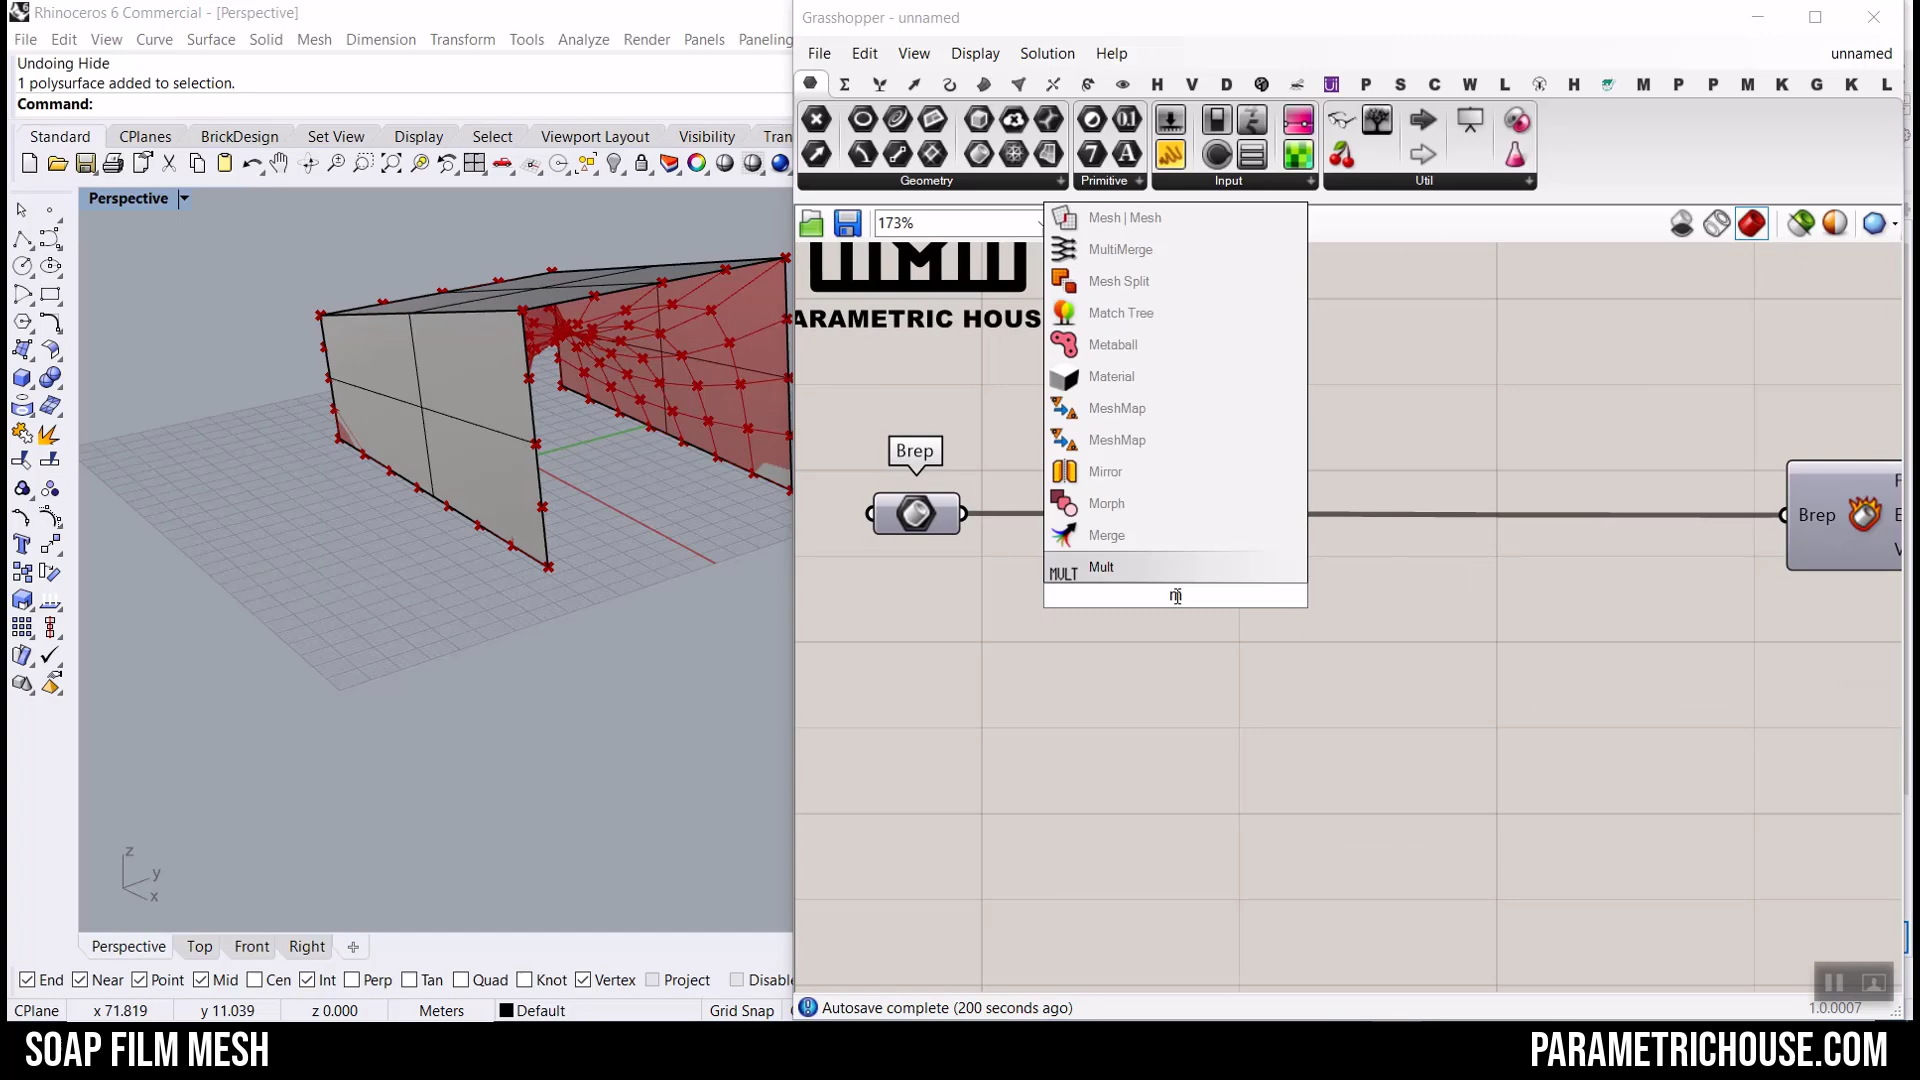 Rhinoceros 6 Commercial - [Perspective]
File Edit View Curve Surface Solid Mesh Dimension Transform Tools Analyze Render Panels Paneling
Undoing Hide
1 polysurface added to selection.
Command:
Standard CPlanes BrickDesign Set View Display Select Viewport Layout Visibility Tran
Perspective
z
y
x
Perspective Top Front Right
End Near Point Mid Cen Int Perp Tan Quad Knot Vertex Project Disable
CPlane x 71.819 y 11.039 z 0.000 Meters Default Grid Snap
Grasshopper - unnamed
File Edit View Display Solution Help unnamed
H V D Ui P S C W L H M P P M K G K L
Geometry Primitive Input Util
173%
ARAMETRIC HOUS
Mesh | Mesh
MultiMerge
Mesh Split
Match Tree
Metaball
Material
MeshMap
MeshMap
Mirror
Morph
Merge
MULT Mult
m
Brep
Brep
Autosave complete (200 seconds ago)
1.0.0007
SOAP FILM MESH
PARAMETRICHOUSE.COM